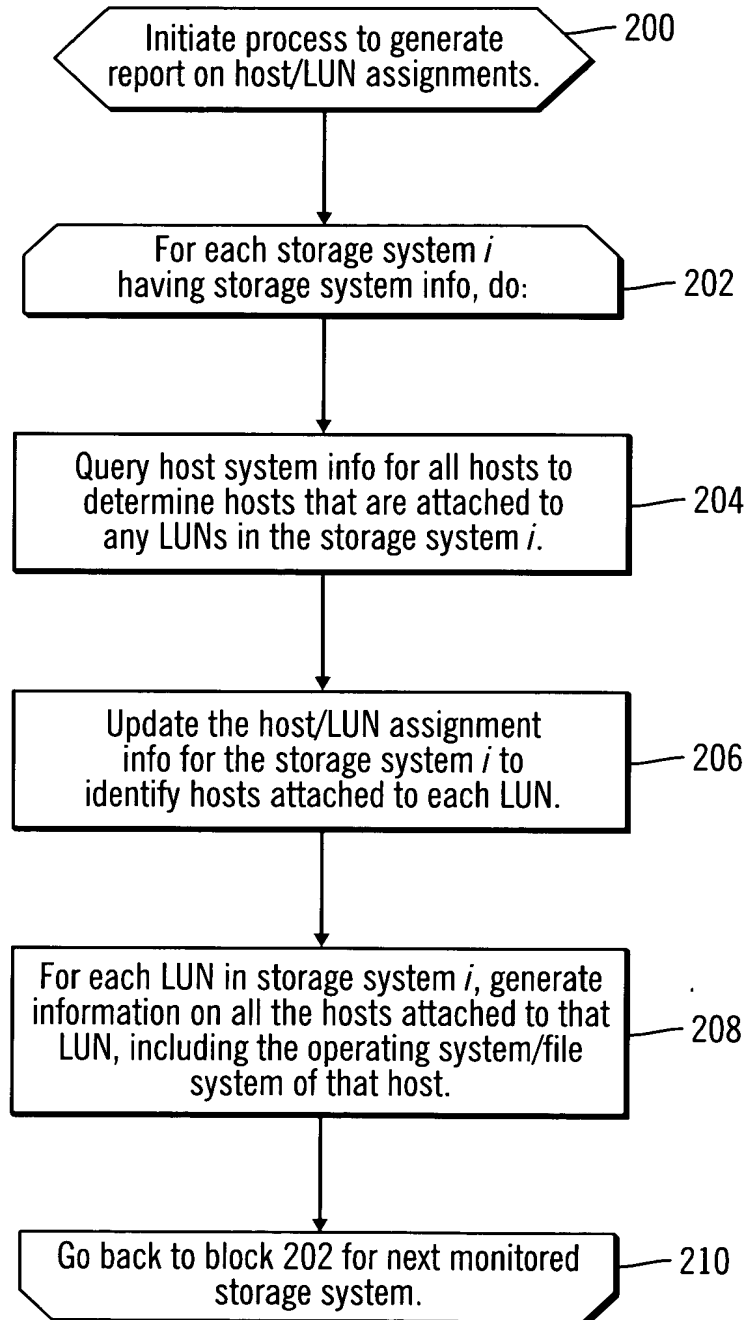 Initiate process to generate
report on host/LUN assignments.
200
For each storage system i
having storage system info, do:
202
Query host system info for all hosts to
determine hosts that are attached to
any LUNs in the storage system i.
204
Update the host/LUN assignment
info for the storage system i to
identify hosts attached to each LUN.
206
For each LUN in storage system i, generate
information on all the hosts attached to that
LUN, including the operating system/file
system of that host.
208
Go back to block 202 for next monitored
storage system.
210